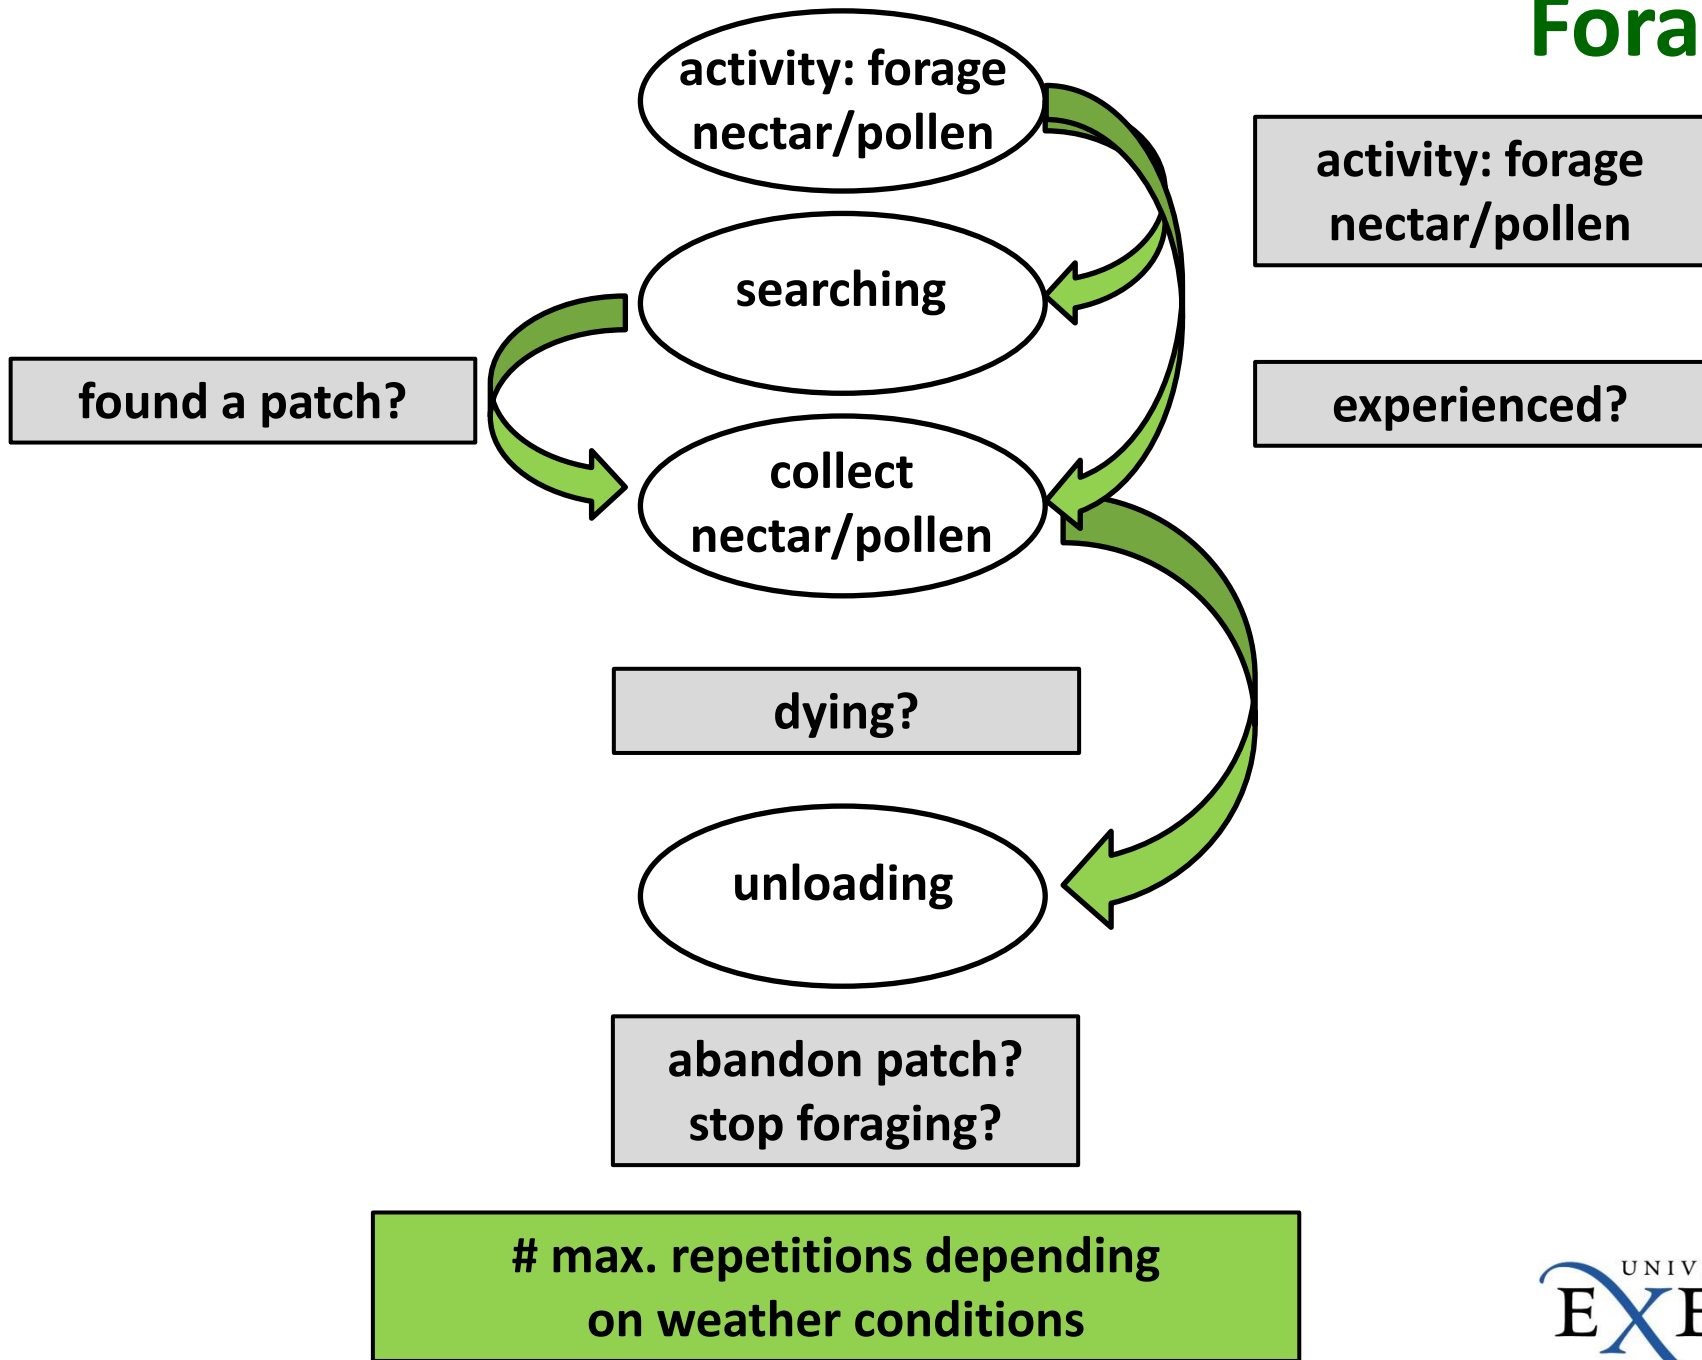 Fora
activity: forage
nectar/pollen
activity: forage
nectar/pollen
searching
found a patch?
experienced?
collect
nectar/pollen
dying?
unloading
abandon patch?
stop foraging?
# max. repetitions depending
on weather conditions
UNIV
EXE